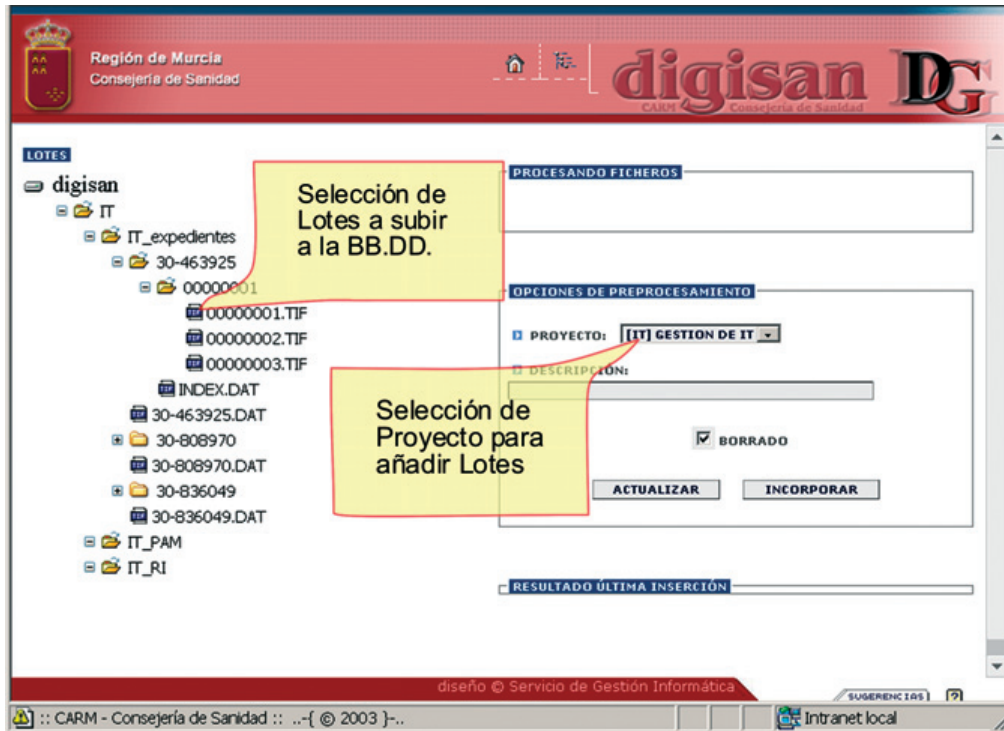 Región de Murcia
Consejería de Sanidad
digisan
CARM
Consejería de Sanidad
DG
LOTES
digisan
IT
IT_expedientes
30-463925
00000001
00000001.TIF
00000002.TIF
00000003.TIF
INDEX.DAT
30-463925.DAT
30-808970
30-808970.DAT
30-836049
30-836049.DAT
IT_PAM
IT_RI
Selección de
Lotes a subir
a la BB.DD.
PROCESANDO FICHEROS
OPCIONES DE PREPROCESAMIENTO
PROYECTO: [IT] GESTION DE IT
DESCRIPCIÓN:
Selección de
Proyecto para
añadir Lotes
BORRADO
ACTUALIZAR INCORPORAR
RESULTADO ÚLTIMA INSERCIÓN
diseño © Servicio de Gestión Informática
SUGERENCIAS ?
:: CARM - Consejería de Sanidad :: ..-{ © 2003 }-..
Intranet local